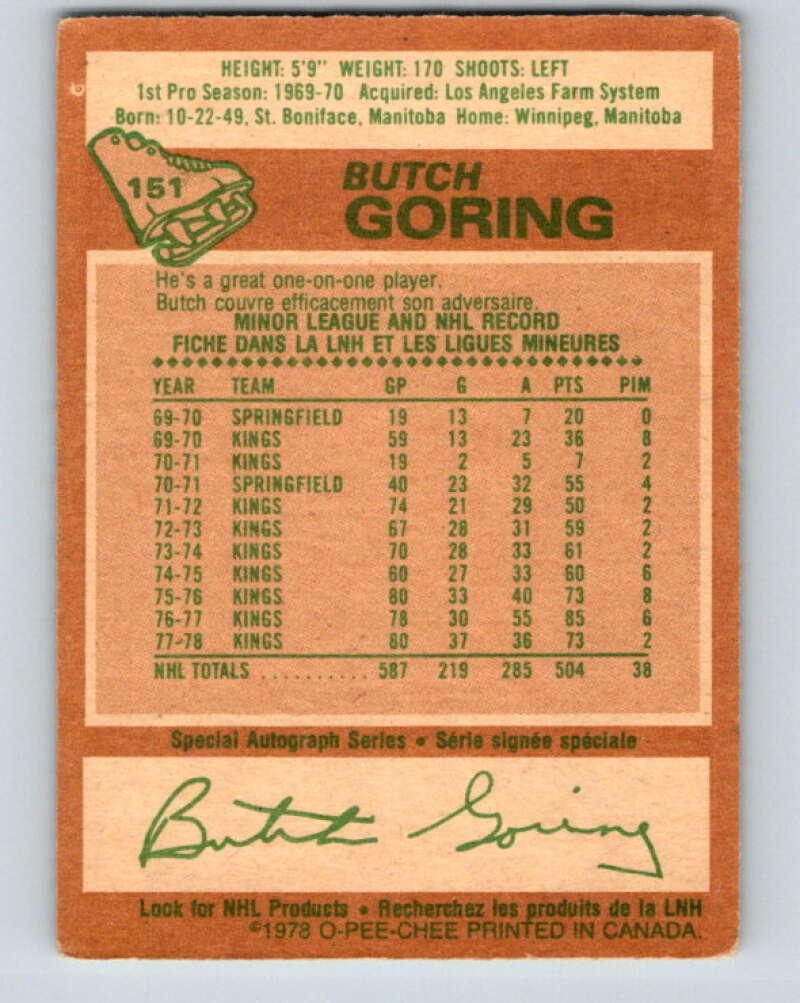 HEIGHT: 5'9" WEIGHT: 170 SHOOTS: LEFT
1st Pro Season: 1969-70 Acquired: Los Angeles Farm System
Born: 10-22-49, St. Boniface, Manitoba Home: Winnipeg, Manitoba
151
BUTCH
GORING
He's a great one-on-one player.
Butch couvre efficacement son adversaire.
MINOR LEAGUE AND NHL RECORD
FICHE DANS LA LNH ET LES LIGUES MINEURES
YEAR TEAM GP G A PTS PIM
69-70 SPRINGFIELD 19 13 7 20 0
69-70 KINGS 59 13 23 36 8
70-71 KINGS 19 2 5 7 2
70-71 SPRINGFIELD 40 23 32 55 4
71-72 KINGS 74 21 29 50 2
72-73 KINGS 67 28 31 59 2
73-74 KINGS 70 28 33 61 2
74-75 KINGS 60 27 33 60 6
75-76 KINGS 80 33 40 73 8
76-77 KINGS 78 30 55 85 6
77-78 KINGS 80 37 36 73 2
NHL TOTALS .......... 587 219 285 504 38
Special Autograph Series • Série signée spéciale
Butch Goring
Look for NHL Products • Recherchez les produits de la LNH
©1978 O-PEE-CHEE PRINTED IN CANADA.